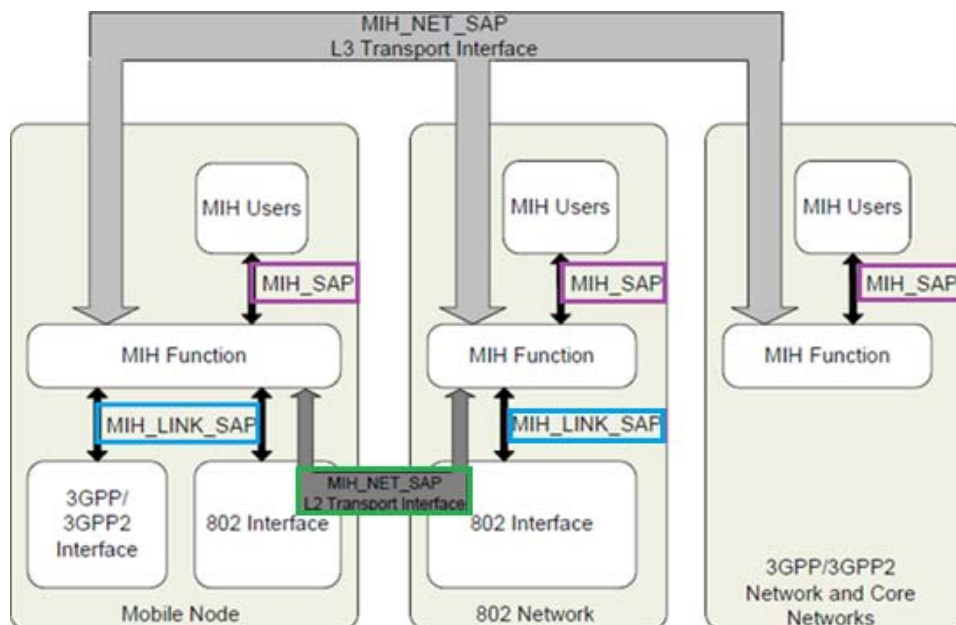 MIH_NET_SAP
L3 Transport Interface
MIH Users
MIH_SAP
MIH Function
MIH_LINK_SAP
3GPP/
3GPP2
Interface
802 Interface
Mobile Node
MIH_NET_SAP
L2 Transport Interface
MIH Users
MIH_SAP
MIH Function
MIH_LINK_SAP
802 Interface
802 Network
MIH Users
MIH_SAP
MIH Function
3GPP/3GPP2
Network and Core
Networks